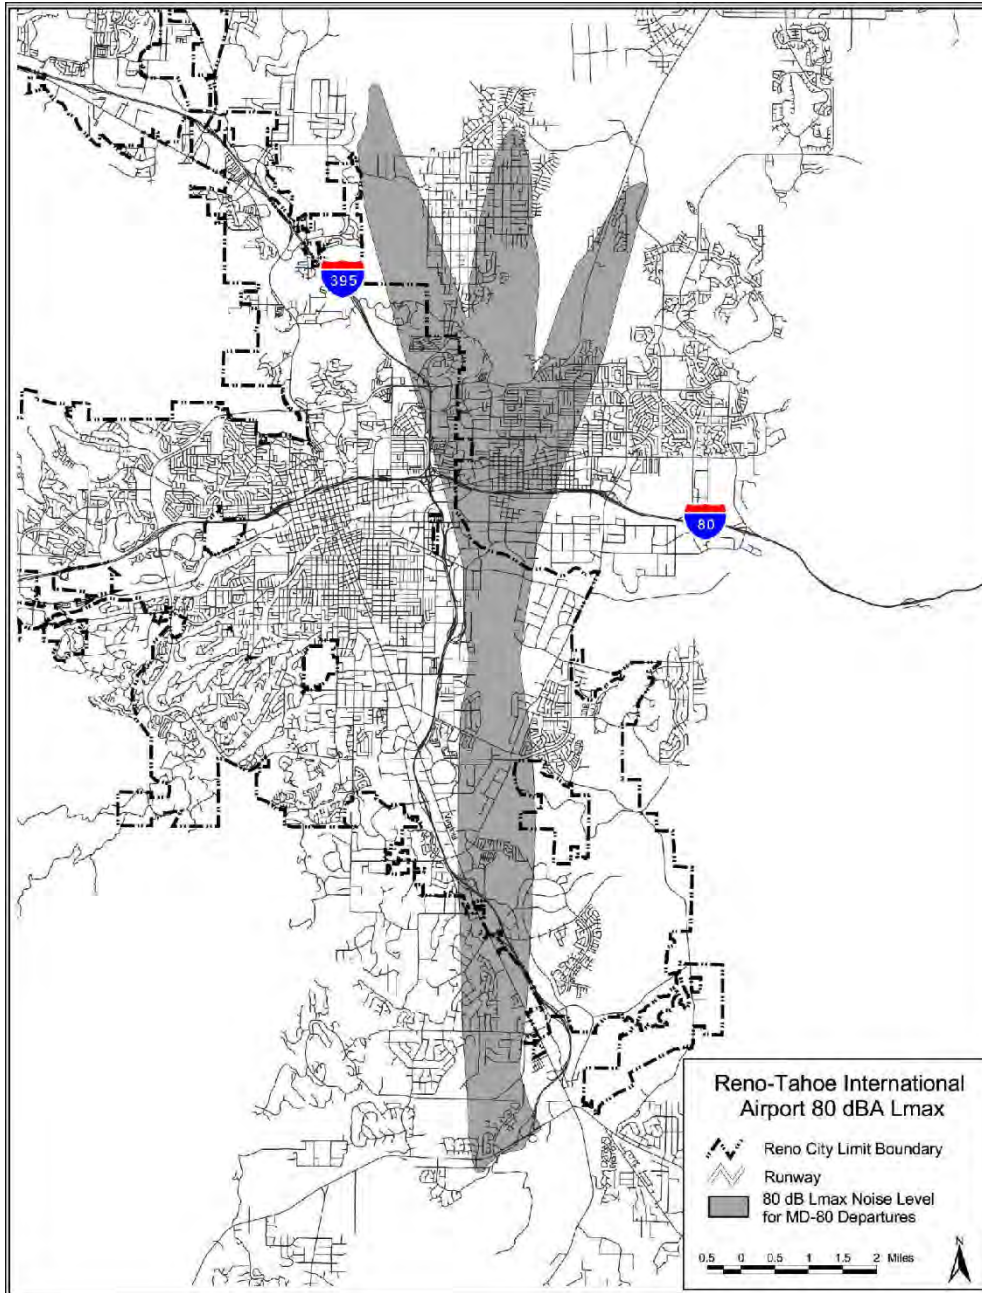 395
80
Reno-Tahoe International
Airport 80 dBA Lmax
Reno City Limit Boundary
Runway
80 dB Lmax Noise Level
for MD-80 Departures
N
0.5 0 0.5 1 1.5 2 Miles